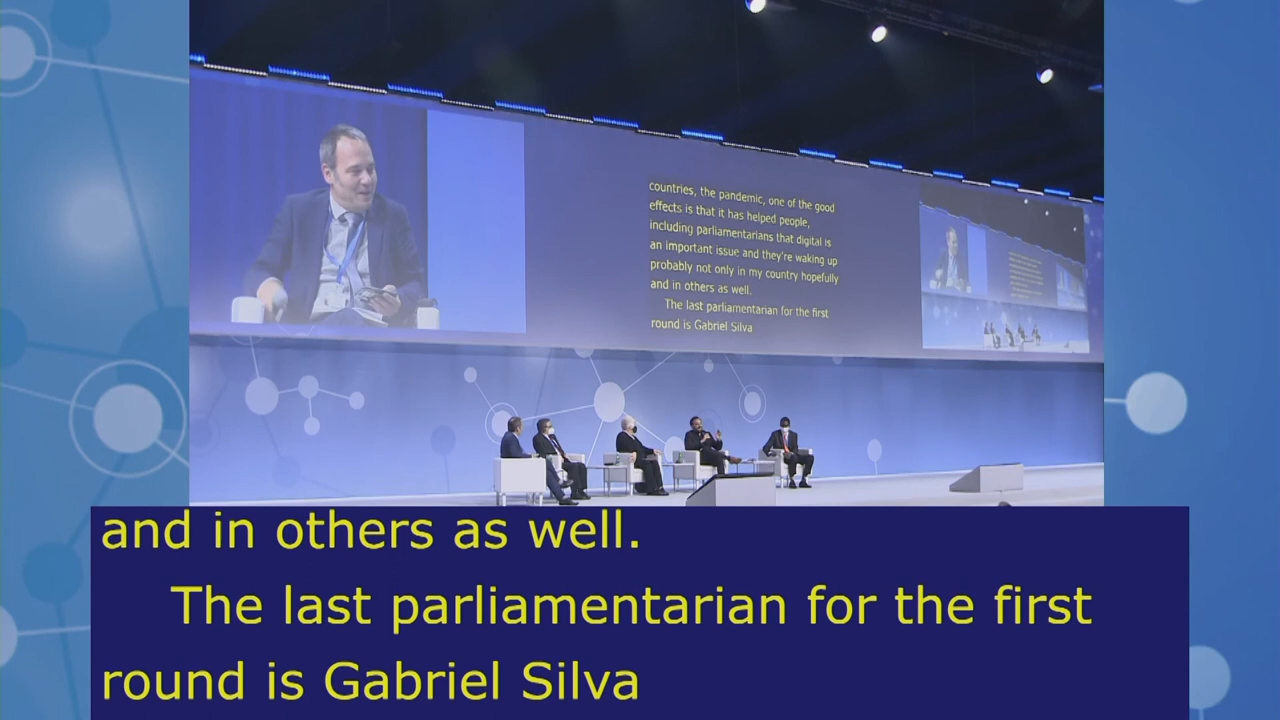 countries, the pandemic, one of the good
effects is that it has helped people,
including parliamentarians that digital is
an important issue and they're waking up
probably not only in my country hopefully
and in others as well.
The last parliamentarian for the first
round is Gabriel Silva
and in others as well.
The last parliamentarian for the first
round is Gabriel Silva